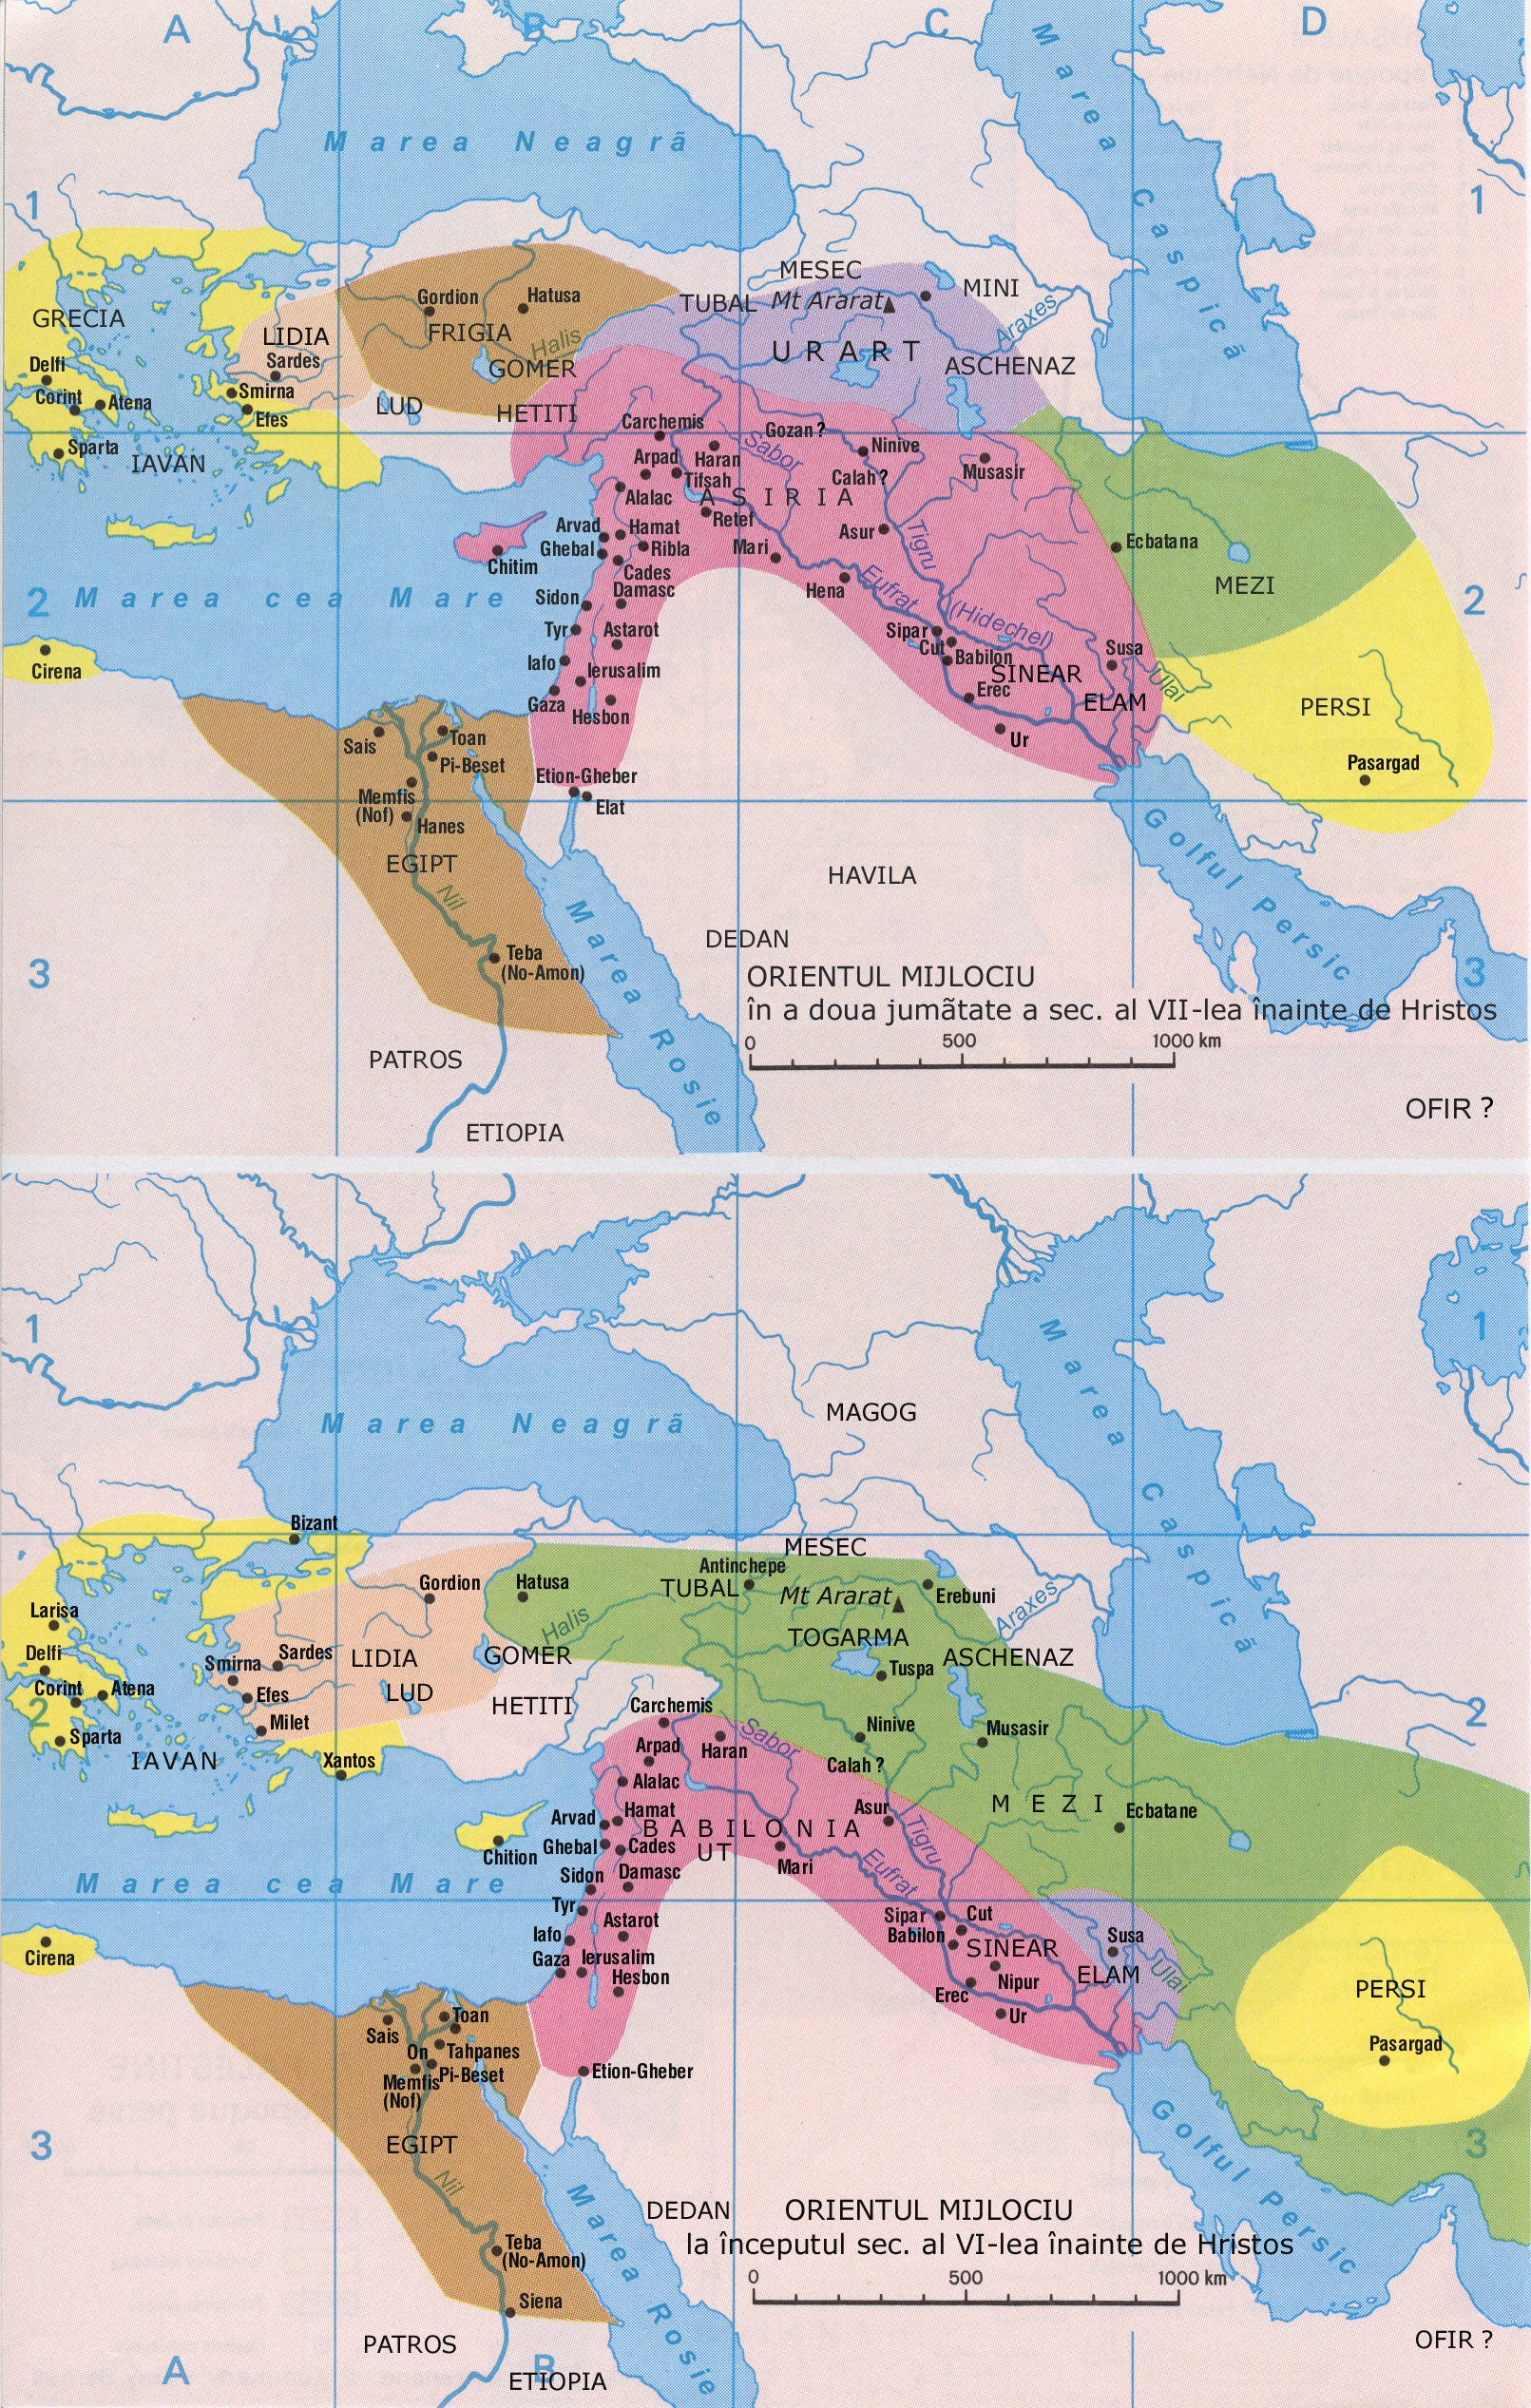 A
B
C
D
Marea Neagrã
Marea Caspicã
1
1
GRECIA
Delfi
Corint
Atena
Sparta
IAVAN
LIDIA
Sardes
Smirna
Efes
LUD
Gordion
Hatusa
FRIGIA
Halis
GOMER
HETITI
MESEC
TUBAL
Mt Ararat
MINI
Araxes
URART
ASCHENAZ
Carchemis
Gozan ?
Ninive
Sabor
Haran
Arpad
Tifsah
Calah ?
Musasir
Alalac
ASIRIA
Retef
Arvad
Hamat
Asur
Tigru
Ghebal
Ribla
Mari
Ecbatana
Chitim
Cades
Damasc
Hena
Eufrat
(Hidechel)
MEZI
2
Marea cea Mare
2
Sidon
Tyr
Astarot
Sipar
Cut
Babilon
SINEAR
Susa
Ulai
Cirena
Iafo
Ierusalim
Erec
ELAM
PERSI
Gaza
Hesbon
Ur
Sais
Toan
Pi-Beset
Etion-Gheber
Elat
Pasargad
Memfis
(Nof)
Hanes
EGIPT
Nil
HAVILA
Golful Persic
Marea Rosie
DEDAN
3
Teba
(No-Amon)
3
ORIENTUL MIJLOCIU
în a doua jumãtate a sec. al VII-lea înainte de Hristos
0 500 1000 km
PATROS
ETIOPIA
OFIR ?
1
1
Marea Neagrã
MAGOG
Marea Caspicã
Bizant
MESEC
Antinchepe
Gordion
Hatusa
TUBAL
Mt Ararat
Erebuni
Araxes
Larisa
Halis
TOGARMA
Delfi
Sardes
LIDIA
GOMER
ASCHENAZ
Smirna
Tuspa
Corint
Atena
Efes
LUD
HETITI
2
2
Milet
Carchemis
Sabor
Ninive
Musasir
Sparta
IAVAN
Xantos
Arpad
Haran
Calah ?
Alalac
Asur
MEZI
Ecbatane
Arvad
Hamat
BABILONIA
Tigru
Ghebal
Cades
UT
Chition
Mari
Eufrat
Marea cea Mare
Sidon
Damasc
Tyr
Astarot
Sipar
Cut
Iafo
Babilon
SINEAR
Susa
Cirena
Gaza
Ierusalim
Hesbon
Nipur
ELAM
Ulai
Erec
PERSI
Ur
Sais
Toan
On
Tahpanes
Pasargad
Memfis
(Nof)
Pi-Beset
Etion-Gheber
3
3
EGIPT
Nil
Golful Persic
Marea Rosie
DEDAN
ORIENTUL MIJLOCIU
la începutul sec. al VI-lea înainte de Hristos
Teba
(No-Amon)
0 500 1000 km
Siena
PATROS
OFIR ?
A
B
ETIOPIA